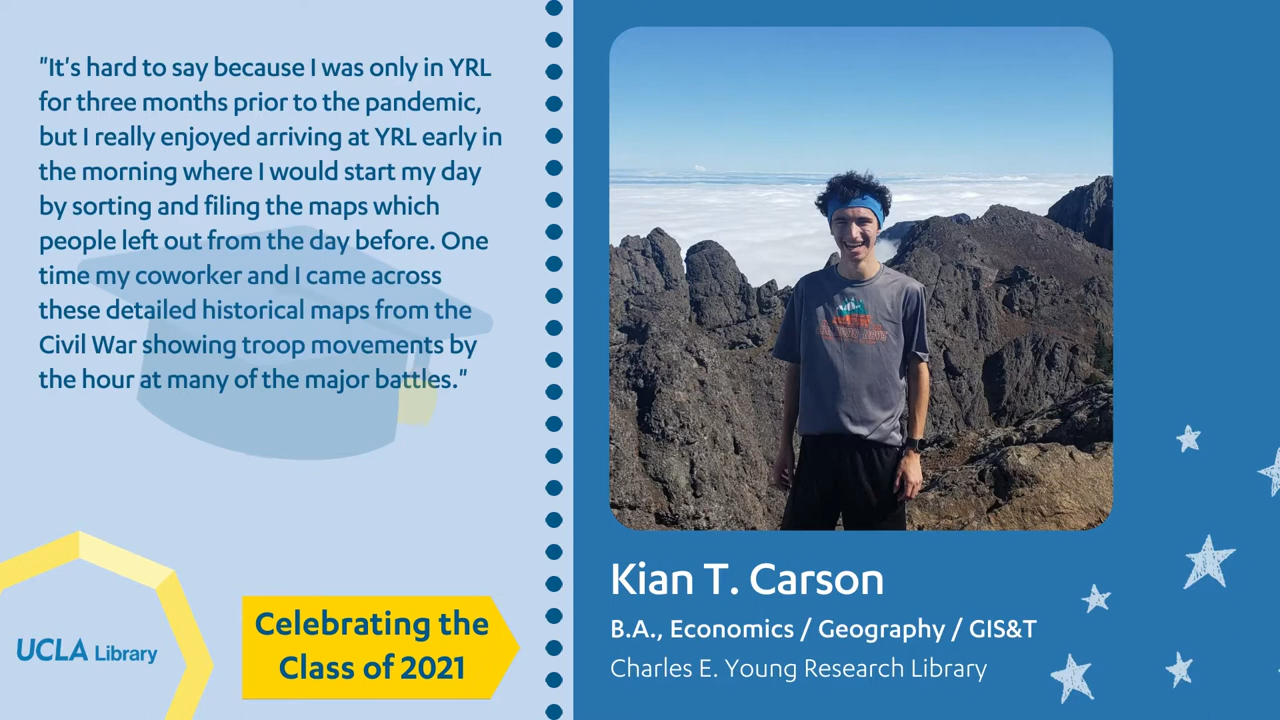 "It's hard to say because I was only in YRL
for three months prior to the pandemic,
but I really enjoyed arriving at YRL early in
the morning where I would start my day
by sorting and filing the maps which
people left out from the day before. One
time my coworker and I came across
these detailed historical maps from the
Civil War showing troop movements by
the hour at many of the major battles."
UCLA Library
Celebrating the
Class of 2021
Kian T. Carson
B.A., Economics / Geography / GIS&T
Charles E. Young Research Library